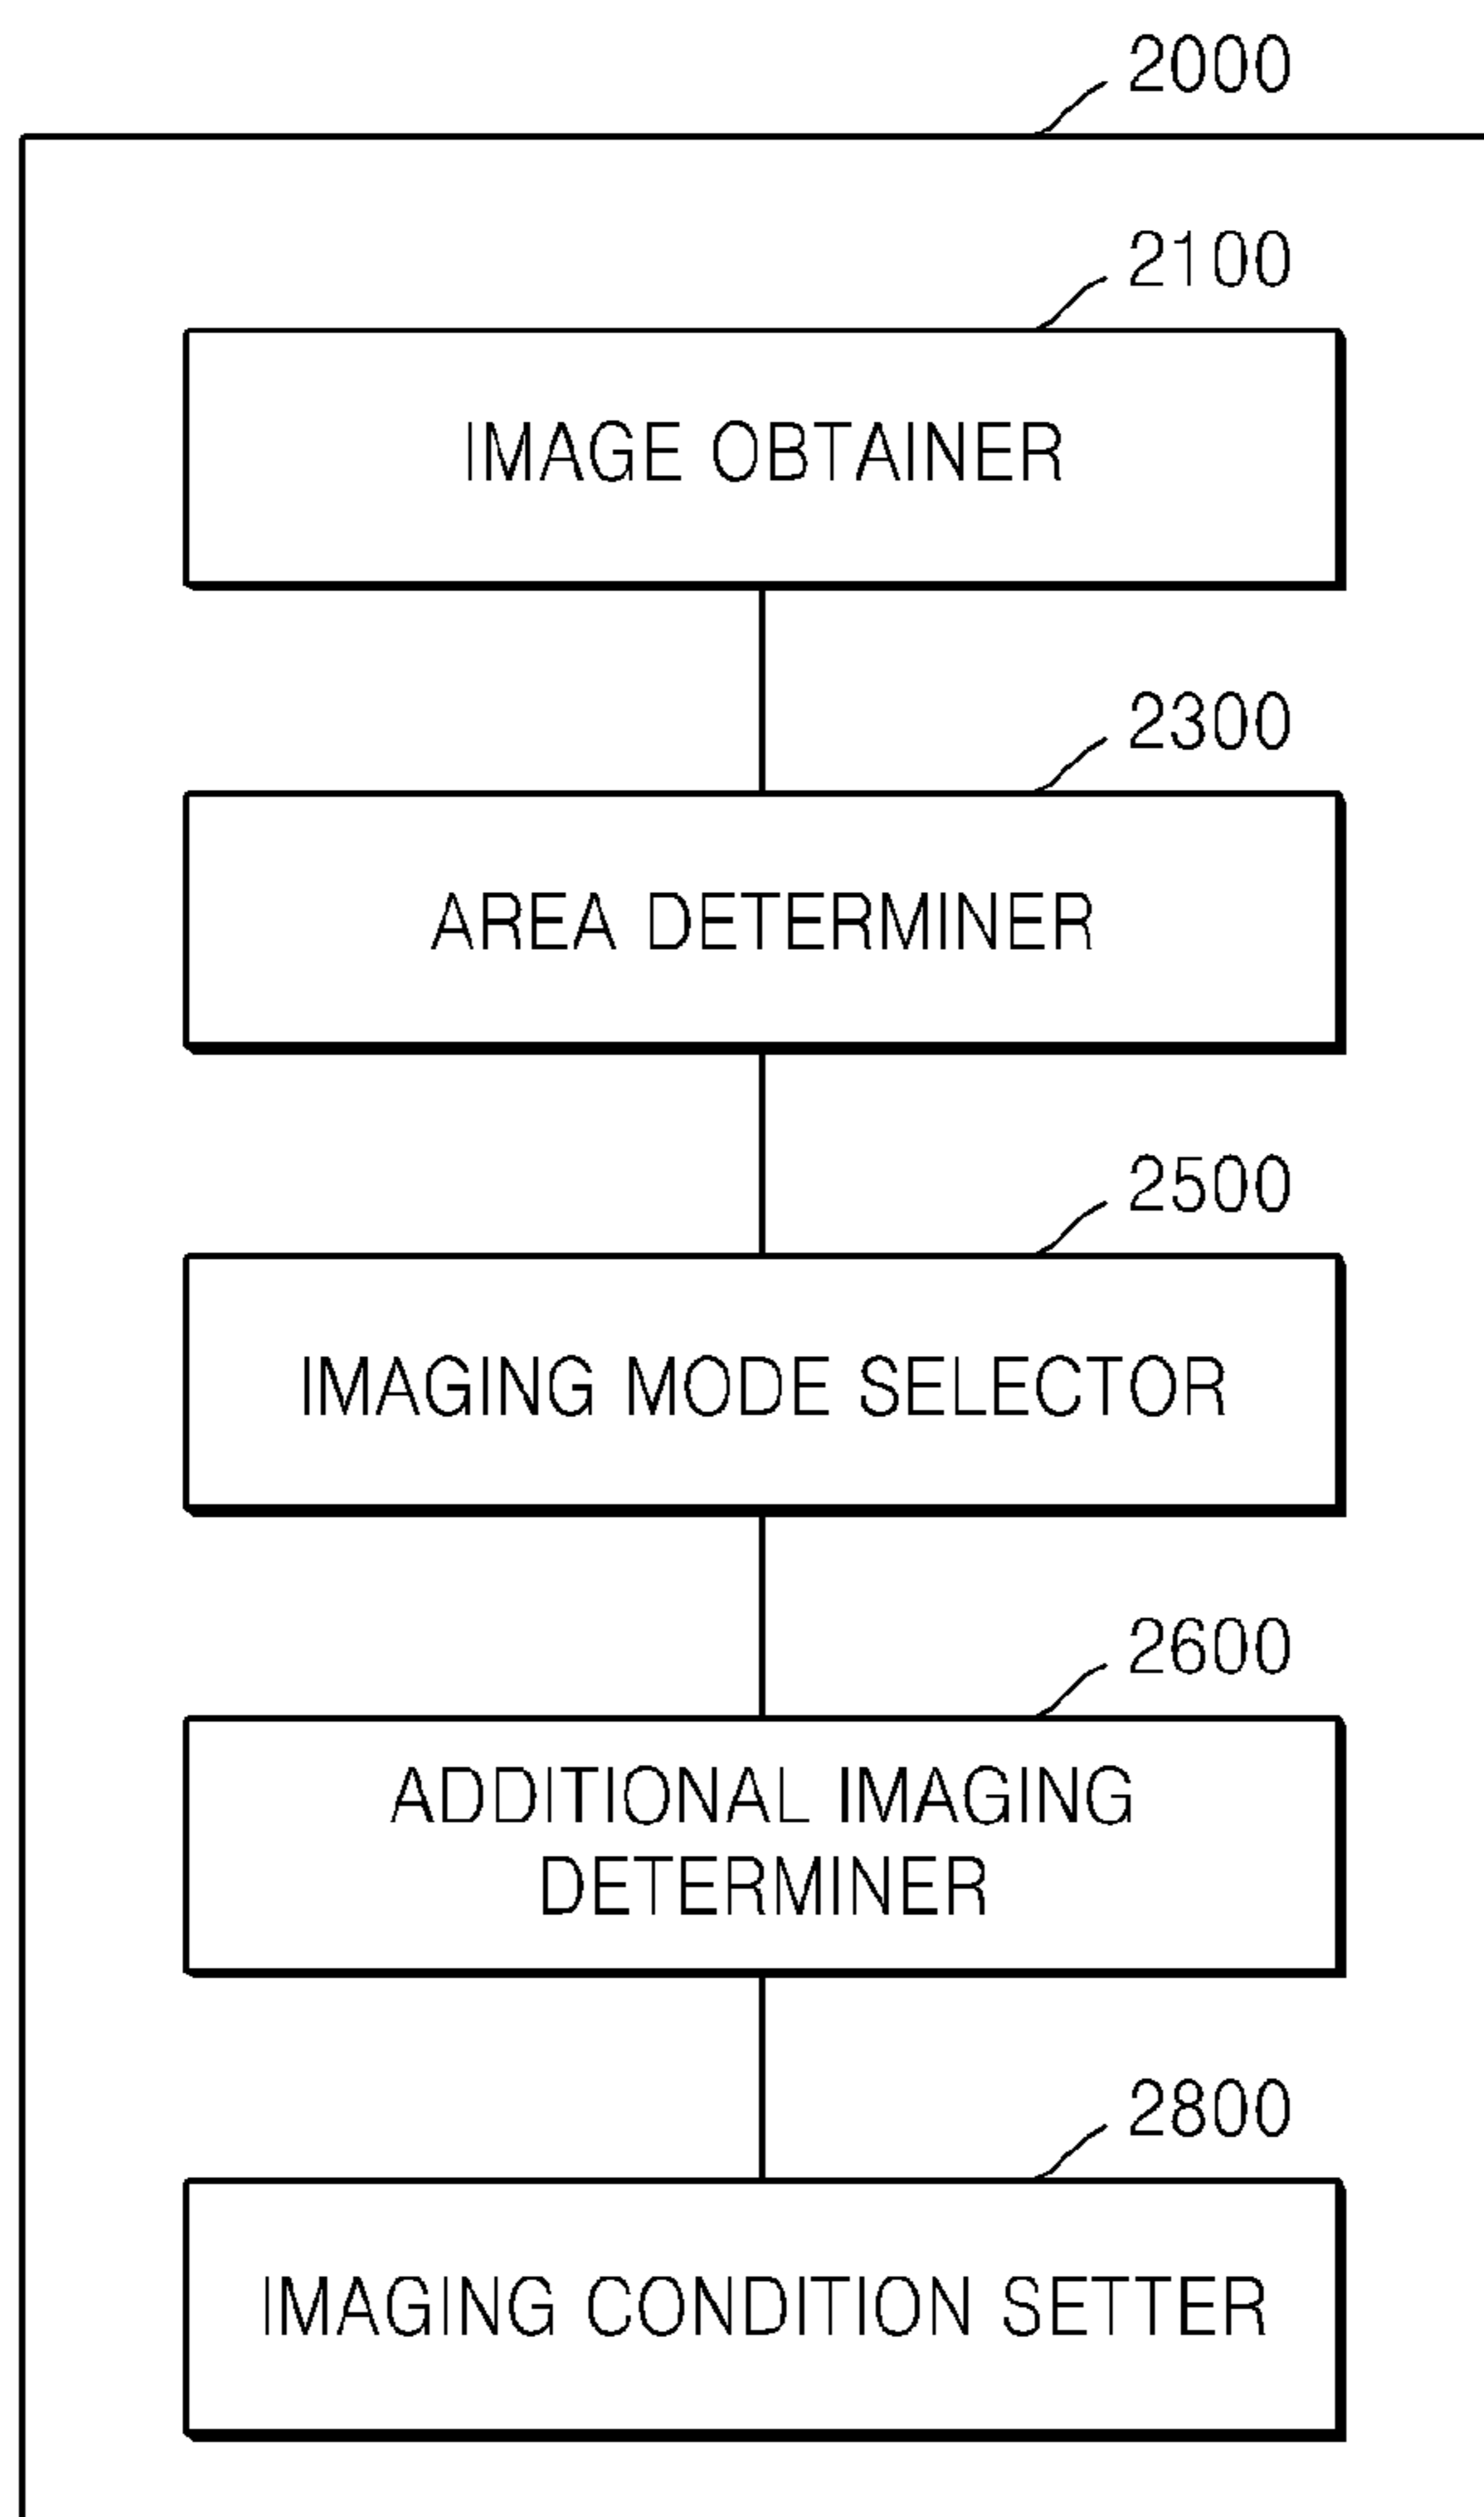 2000
2100
IMAGE OBTAINER
2300
AREA DETERMINER
2500
IMAGING MODE SELECTOR
2600
ADDITIONAL IMAGING
DETERMINER
2800
IMAGING CONDITION SETTER